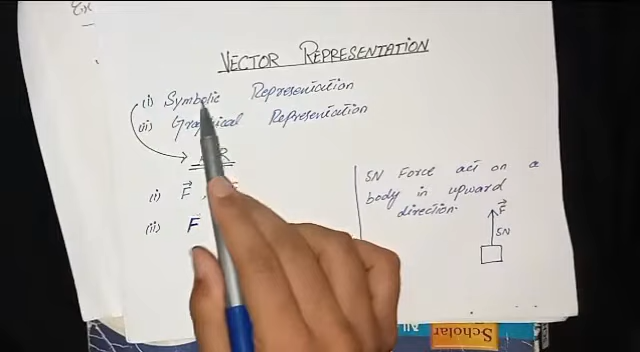 VECTOR REPRESENTATION
(i) Symbolic Representation
(ii) Graphical Representation
(i) F⃗
(ii) F
5N Force act on a
body in upward
direction.
F⃗
5N
Scholar